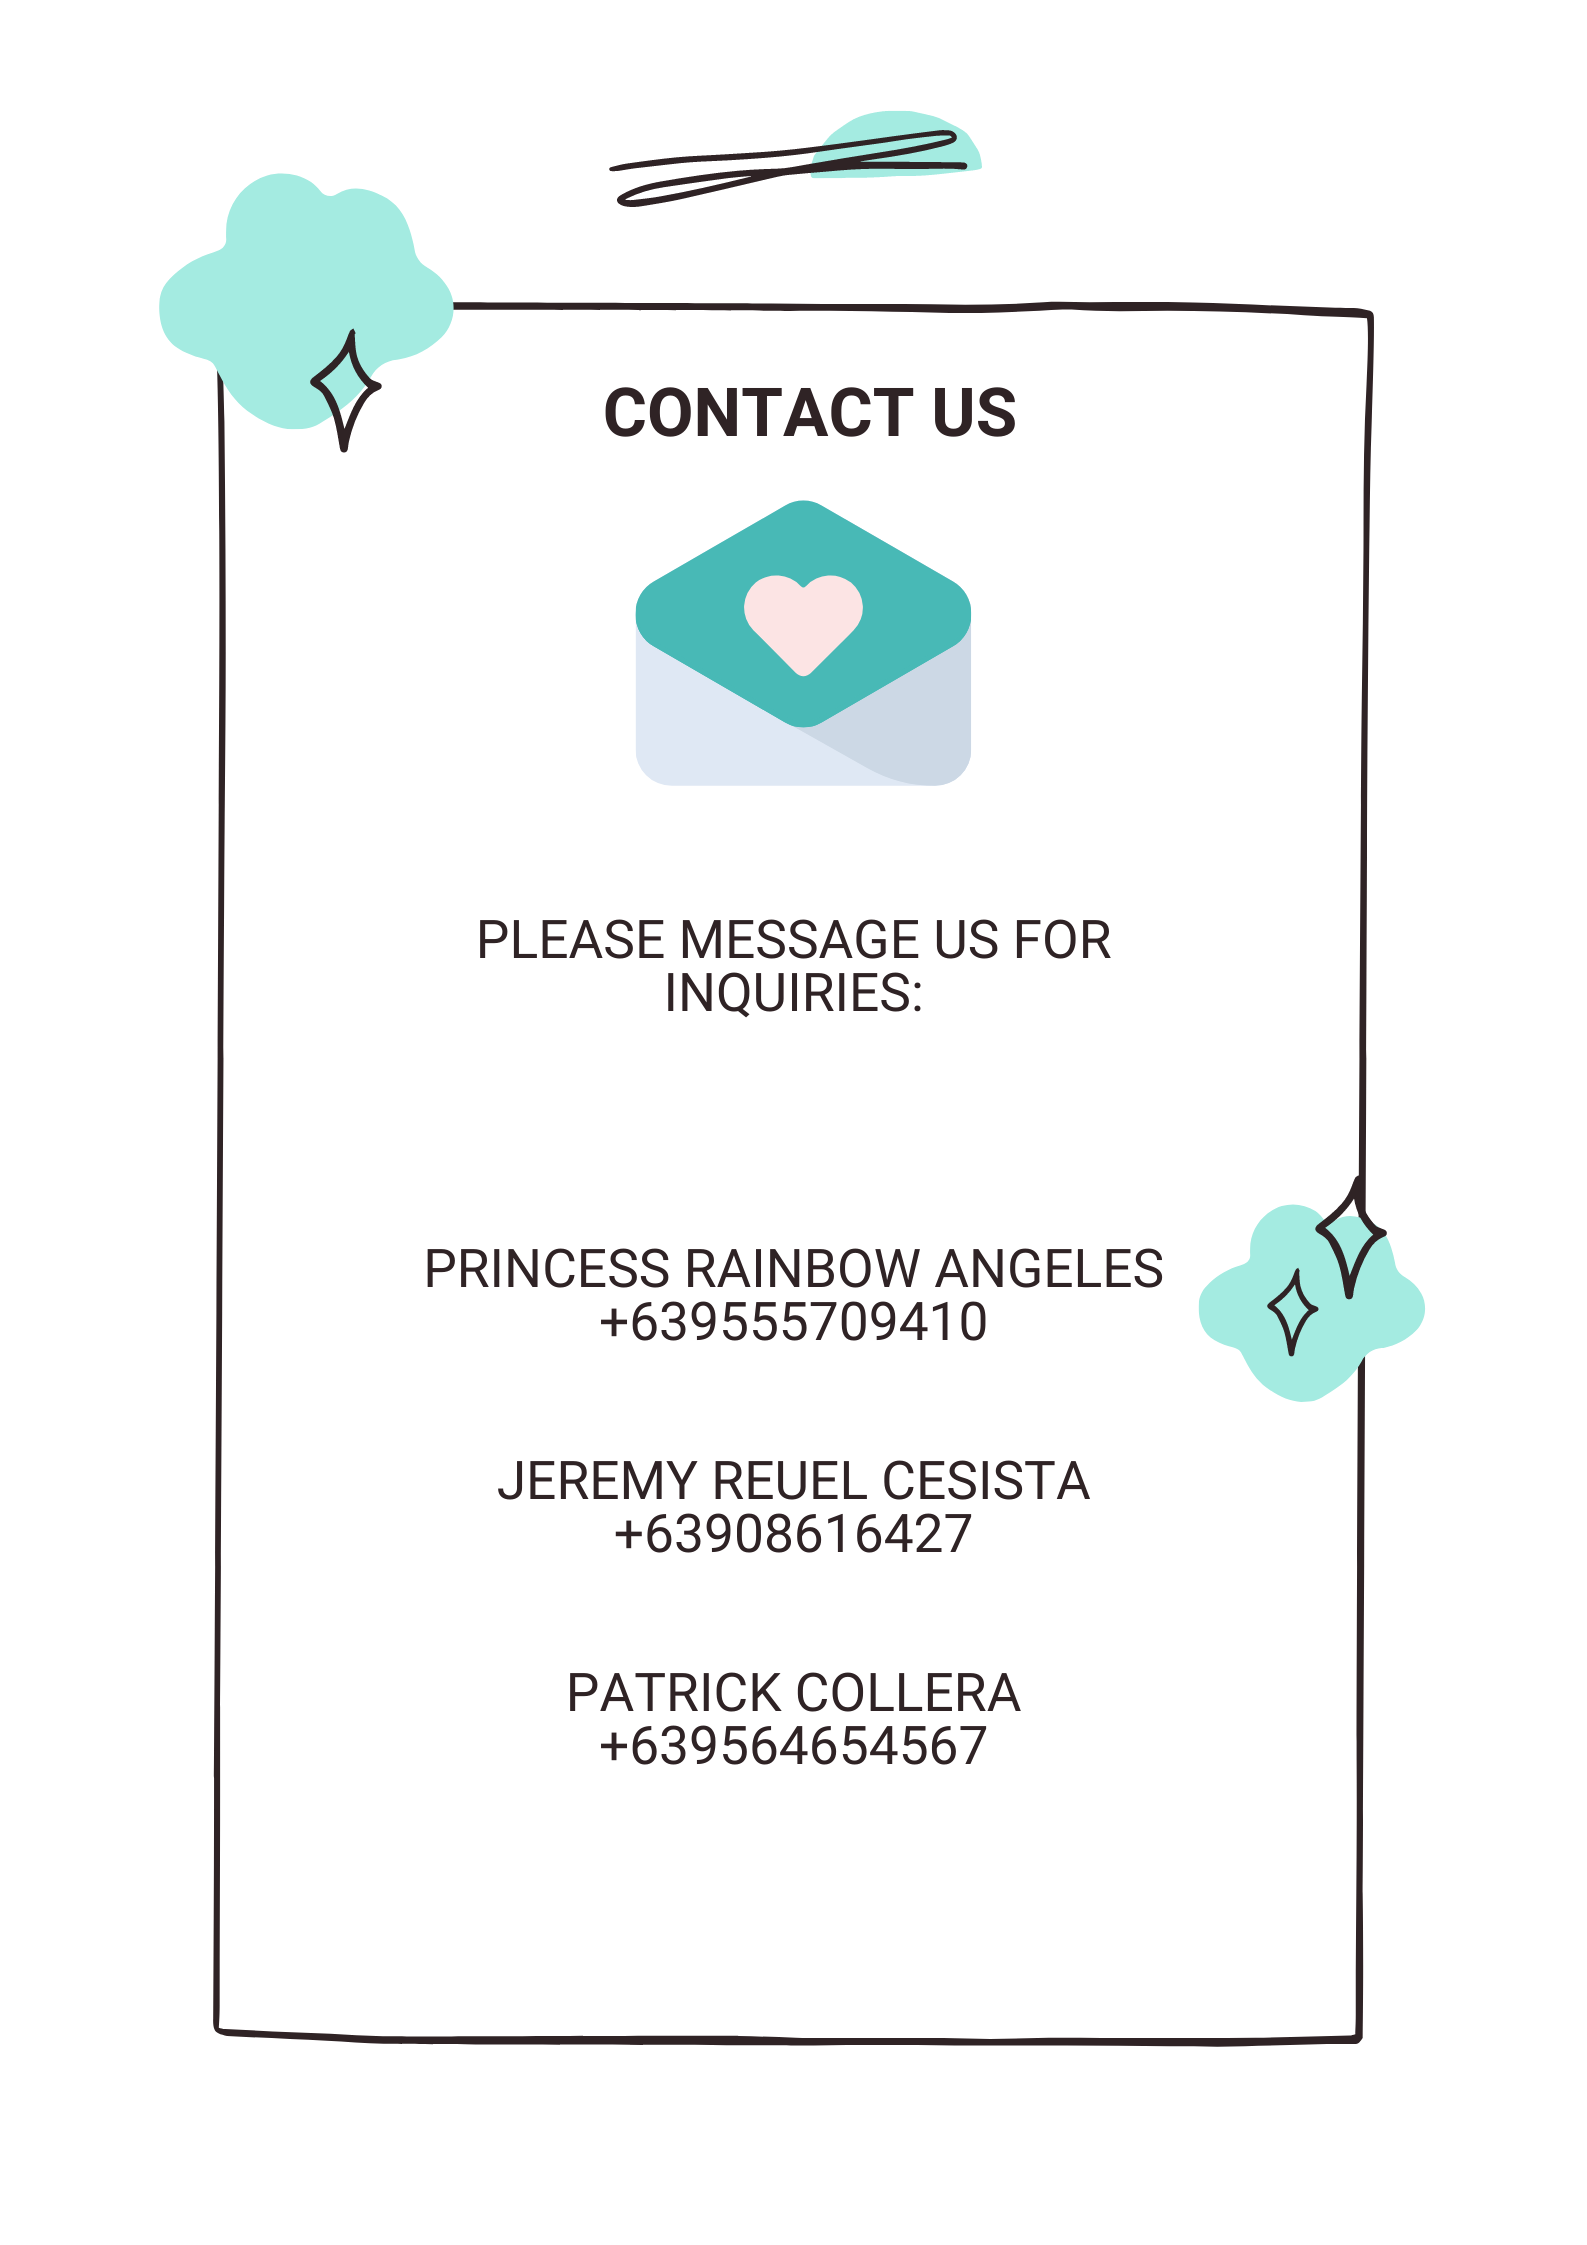 CONTACT US
PLEASE MESSAGE US FOR
INQUIRIES:
PRINCESS RAINBOW ANGELES
+639555709410
JEREMY REUEL CESISTA
+63908616427
PATRICK COLLERA
+639564654567